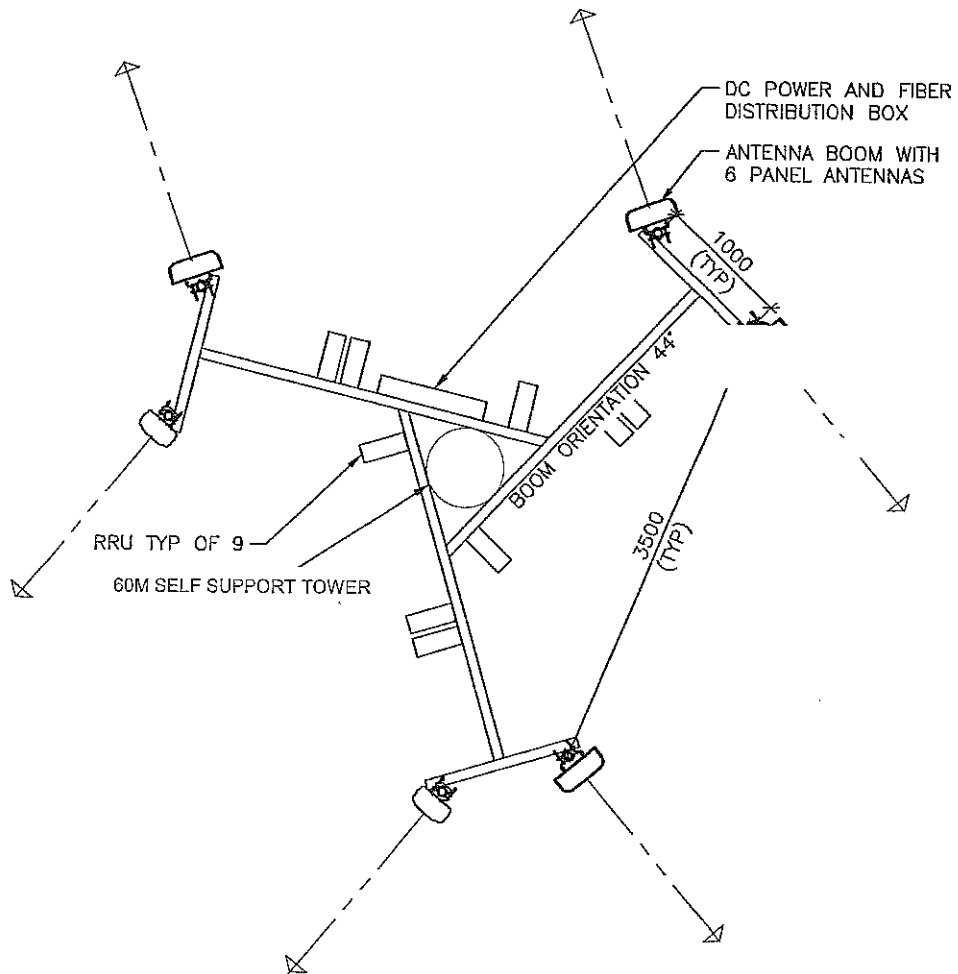 DC POWER AND FIBER
DISTRIBUTION BOX
ANTENNA BOOM WITH
6 PANEL ANTENNAS
1000
(TYP)
BOOM ORIENTATION 44°
3500
(TYP)
RRU TYP OF 9
60M SELF SUPPORT TOWER